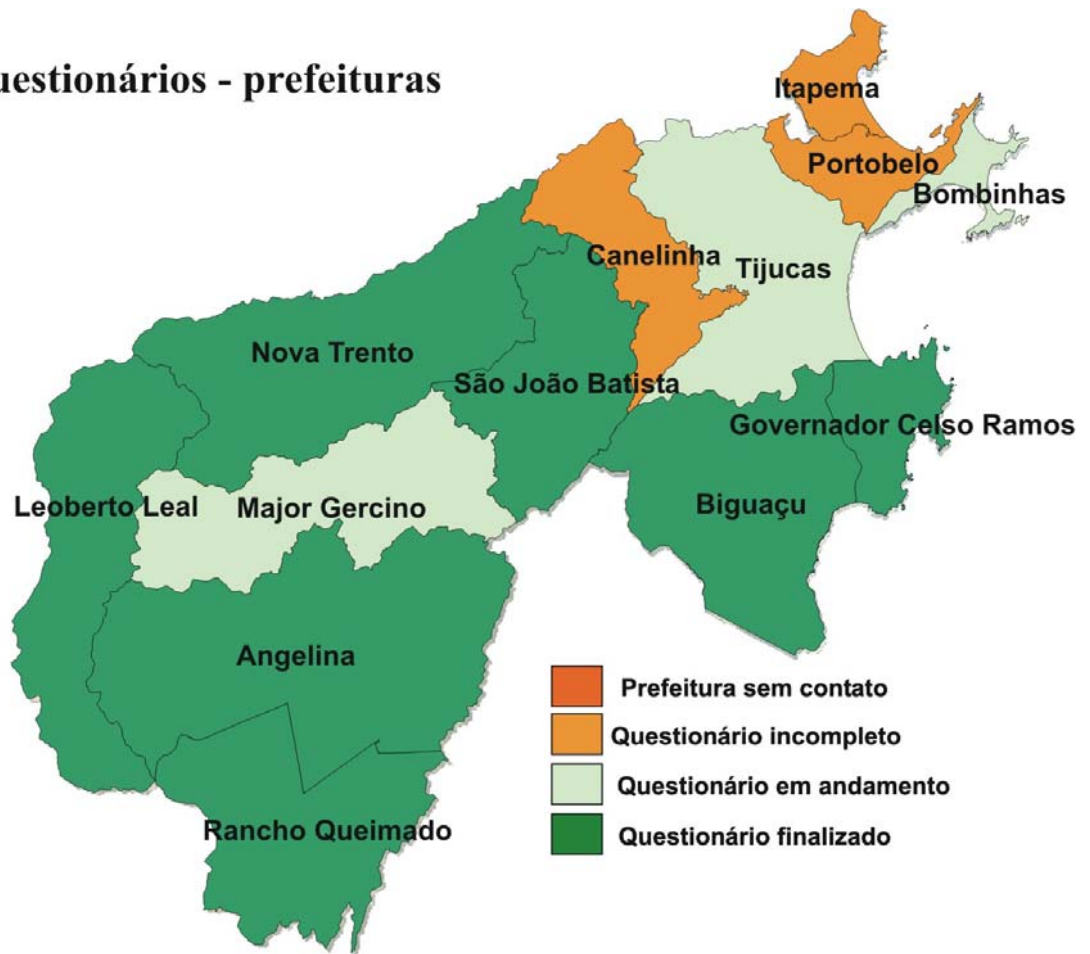 uestionários - prefeituras
Itapema
Portobelo
Bombinhas
Canelinha
Tijucas
Nova Trento
São João Batista
Governador Celso Ramos
Leoberto Leal
Major Gercino
Biguaçu
Angelina
Rancho Queimado
Prefeitura sem contato
Questionário incompleto
Questionário em andamento
Questionário finalizado